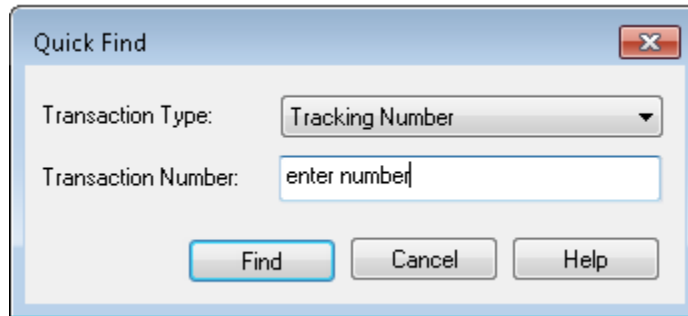 Quick Find
Transaction Type: Tracking Number
Transaction Number: enter number
Find Cancel Help